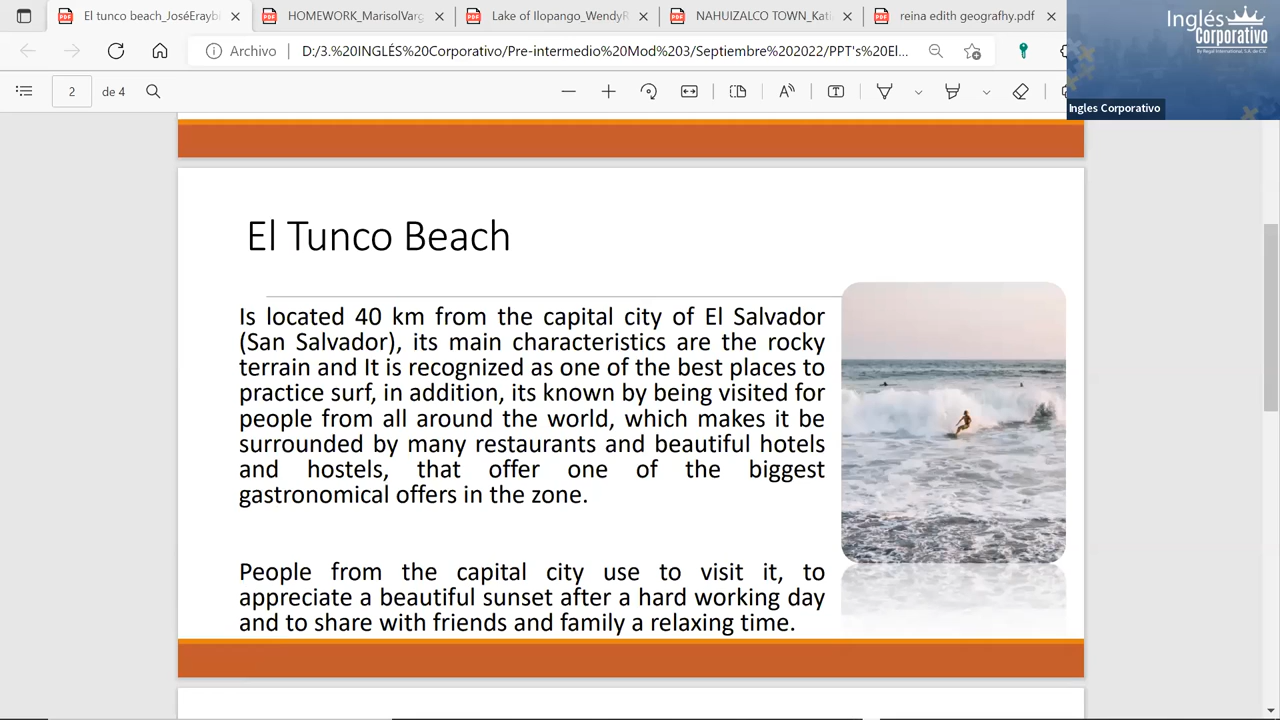 El tunco beach_JoséEraybi
HOMEWORK_MarisolVarg
Lake of Ilopango_WendyR
NAHUIZALCO TOWN_Kati
reina edith geografhy.pdf
Archivo
D:/3.%20INGLÉS%20Corporativo/Pre-intermedio%20Mod%203/Septiembre%202022/PPT's%20El...
2 de 4
Inglés
Corporativo
Ingles Corporativo
El Tunco Beach
Is located 40 km from the capital city of El Salvador
(San Salvador), its main characteristics are the rocky
terrain and It is recognized as one of the best places to
practice surf, in addition, its known by being visited for
people from all around the world, which makes it be
surrounded by many restaurants and beautiful hotels
and hostels, that offer one of the biggest
gastronomical offers in the zone.
People from the capital city use to visit it, to
appreciate a beautiful sunset after a hard working day
and to share with friends and family a relaxing time.